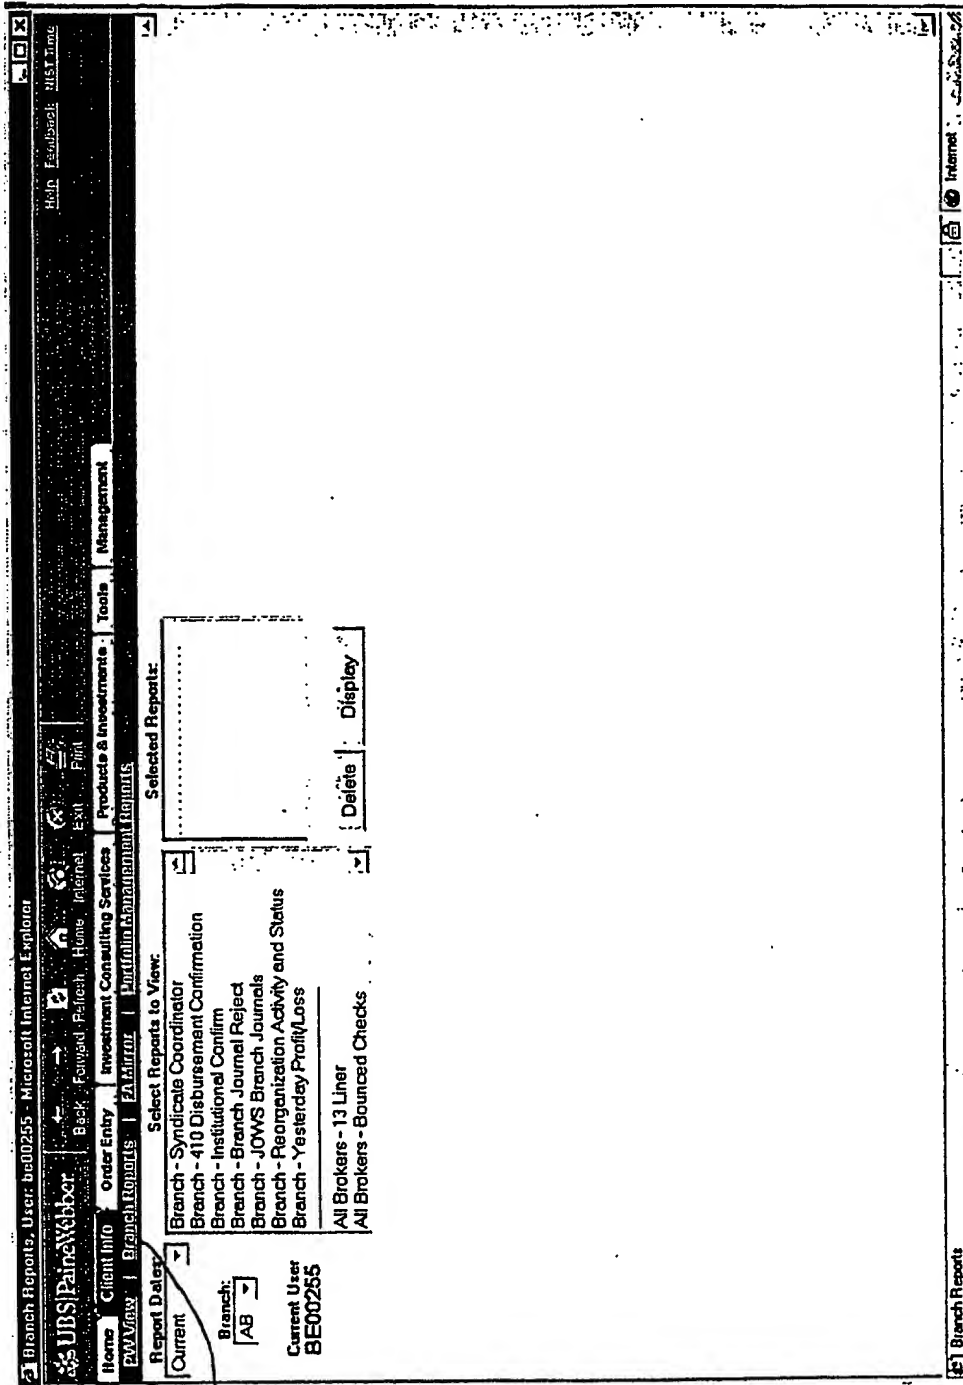 Branch Reports, User: be00255 - Microsoft Internet Explorer
UBS PaineWebber
Back Forward Refresh Home Internet Exit Print
Help Feedback NIST Time
Home Client Info Order Entry Investment Consulting Services Products & Investments Tools Management
PW View | Branch Reports | FA Mirror | Portfolio Management Reports
Report Dates:
Current
Branch:
AB
Current User
BE00255
Select Reports to View:
Branch - Syndicate Coordinator
Branch - 410 Disbursement Confirmation
Branch - Institutional Confirm
Branch - Branch Journal Reject
Branch - JOWS Branch Journals
Branch - Reorganization Activity and Status
Branch - Yesterday Profit/Loss
All Brokers - 13 Liner
All Brokers - Bounced Checks
Selected Reports:
Delete Display
Branch Reports
Internet